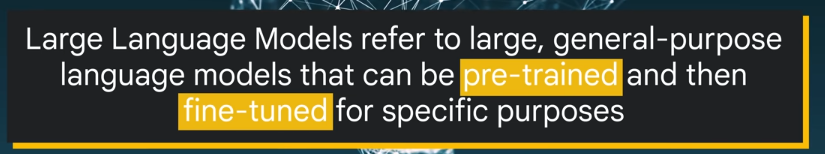 Large Language Models refer to large, general-purpose
language models that can be pre-trained and then
fine-tuned for specific purposes